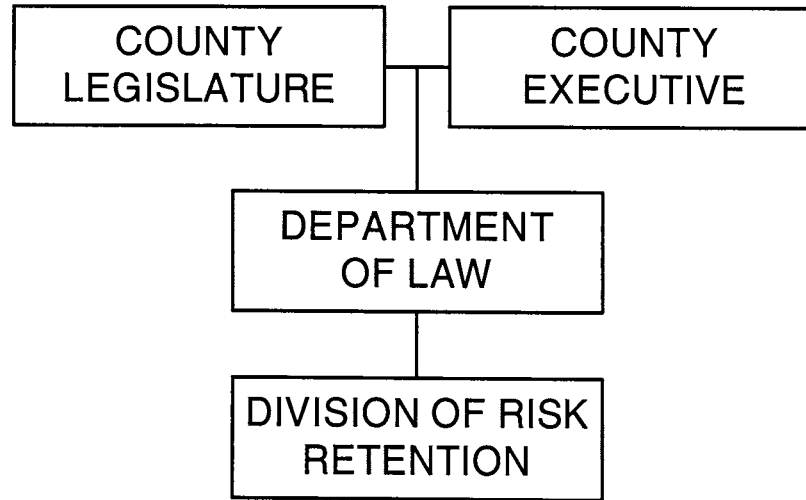 COUNTY
LEGISLATURE
COUNTY
EXECUTIVE
DEPARTMENT
OF LAW
DIVISION OF RISK
RETENTION